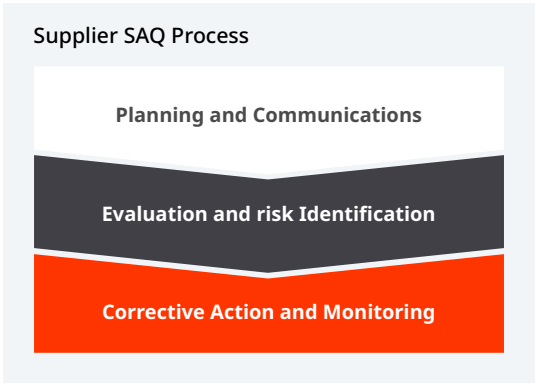 Supplier SAQ Process
Planning and Communications
Evaluation and risk Identification
Corrective Action and Monitoring